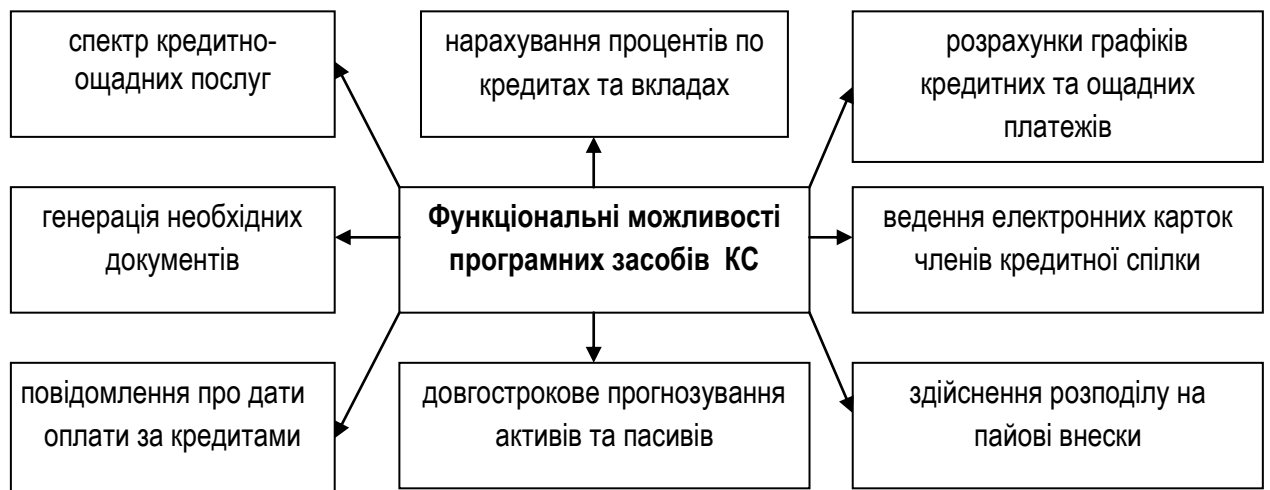 спектр кредитно-
ощадних послуг
нарахування процентів по
кредитах та вкладах
розрахунки графіків
кредитних та ощадних
платежів
генерація необхідних
документів
Функціональні можливості
програмних засобів КС
ведення електронних карток
членів кредитної спілки
повідомлення про дати
оплати за кредитами
довгострокове прогнозування
активів та пасивів
здійснення розподілу на
пайові внески